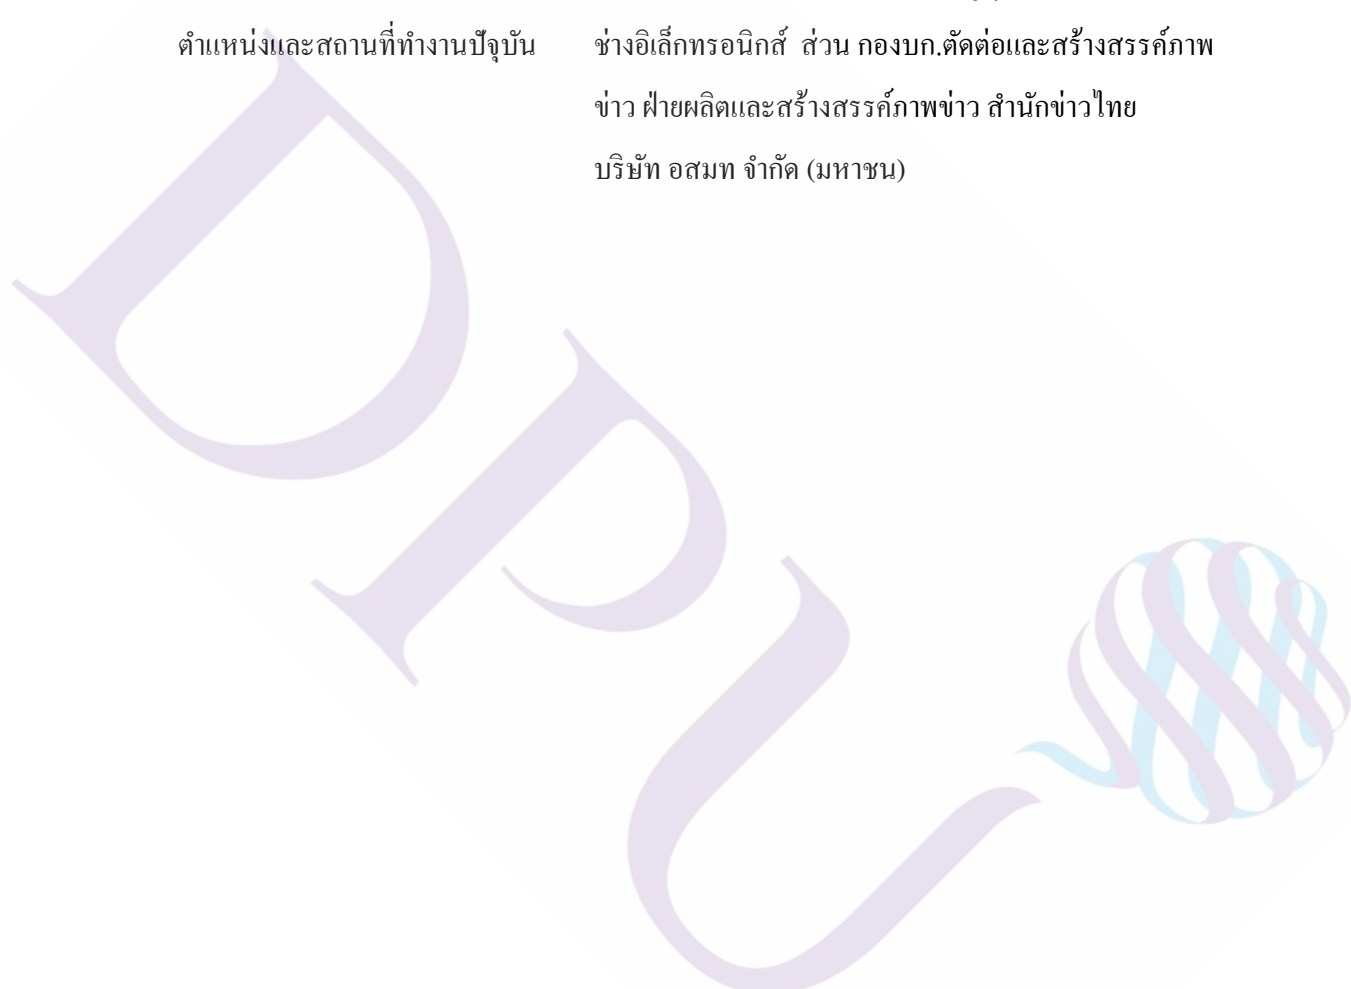 ตำแหน่งและสถานที่ทำงานปัจจุบัน ช่างอิเล็กทรอนิกส์ ส่วน กองบก.ตัดต่อและสร้างสรรค์ภาพ
ข่าว ฝ่ายผลิตและสร้างสรรค์ภาพข่าว สำนักข่าวไทย
บริษัท อสมท จำกัด (มหาชน)
DPU